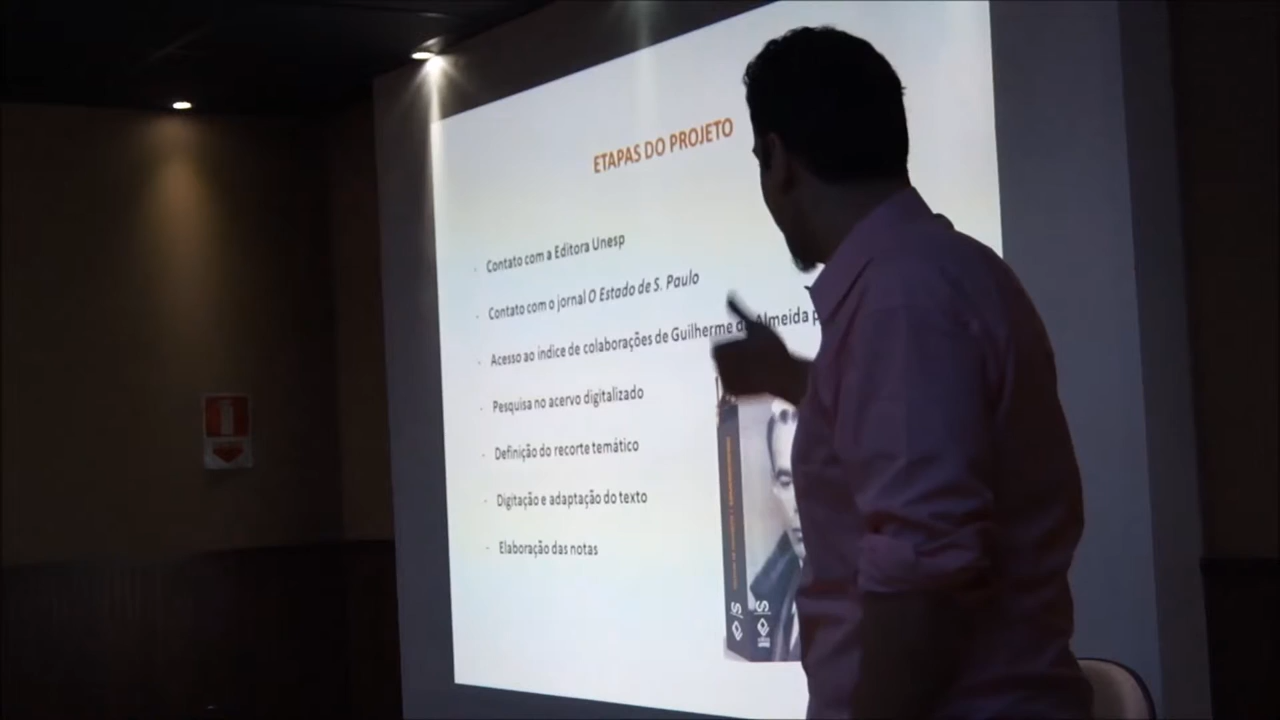 ETAPAS DO PROJETO
- Contato com a Editora Unesp
- Contato com o jornal O Estado de S. Paulo
- Acesso ao índice de colaborações de Guilherme de Almeida p
- Pesquisa no acervo digitalizado
- Definição do recorte temático
- Digitação e adaptação do texto
- Elaboração das notas